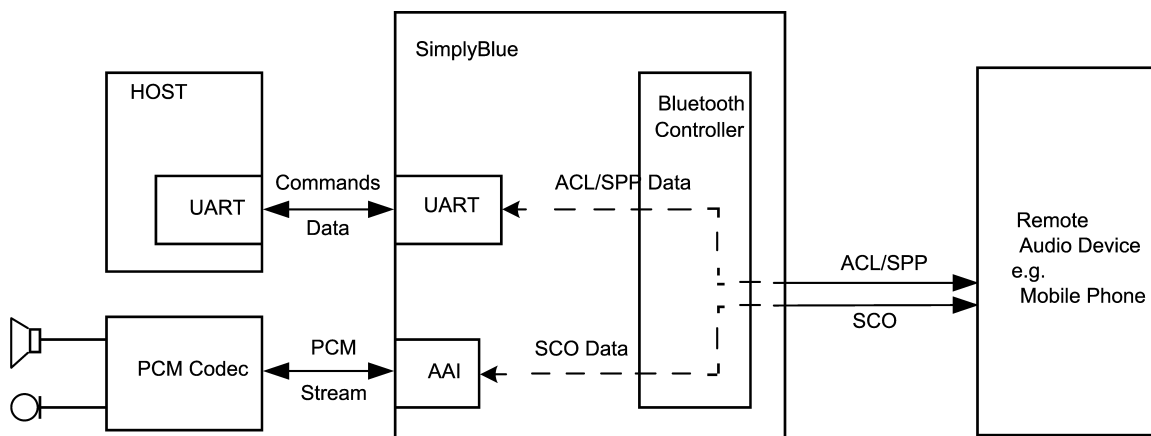 SimplyBlue
HOST
Bluetooth
Controller
Commands
ACL/SPP Data
UART
UART
Data
Remote
Audio Device
e.g.
Mobile Phone
ACL/SPP
SCO
PCM
SCO Data
PCM Codec
AAI
Stream